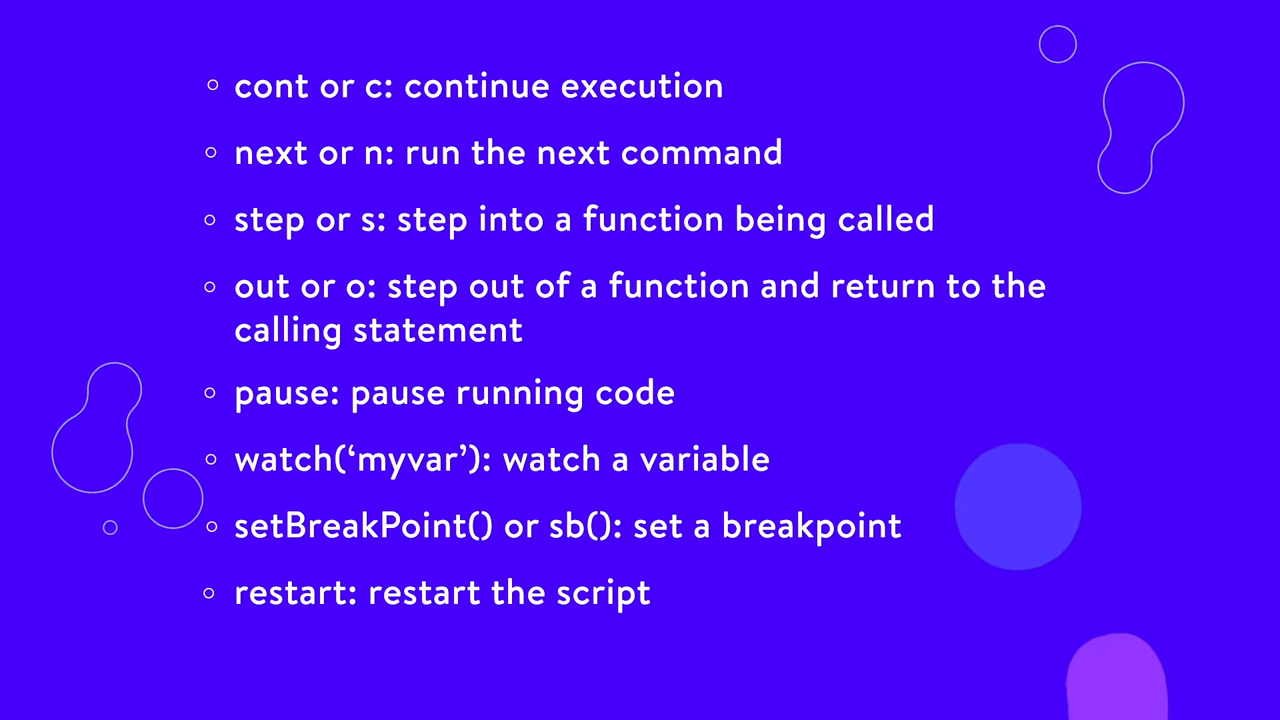 cont or c: continue execution
next or n: run the next command
step or s: step into a function being called
out or o: step out of a function and return to the
calling statement
pause: pause running code
watch(‘myvar’): watch a variable
setBreakPoint() or sb(): set a breakpoint
restart: restart the script